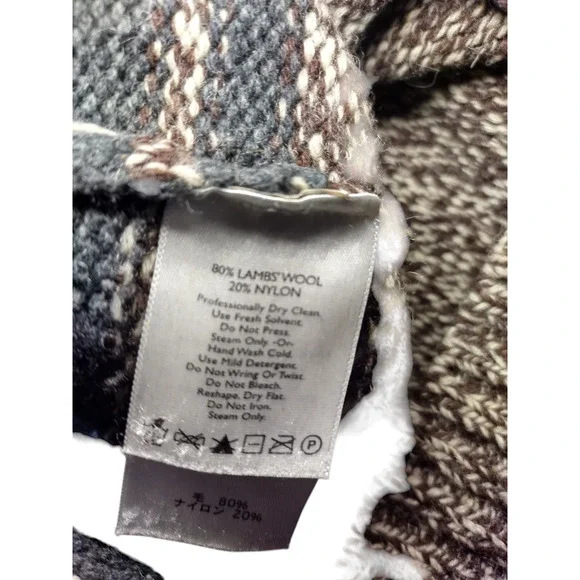 80% LAMBS' WOOL
20% NYLON
Professionally Dry Clean.
Use Fresh Solvent.
Do Not Press.
Steam Only -Or-
Hand Wash Cold.
Use Mild Detergent.
Do Not Wring Or Twist.
Do Not Bleach.
Reshape, Dry Flat.
Do Not Iron.
Steam Only.
P
毛 80%
ナイロン 20%